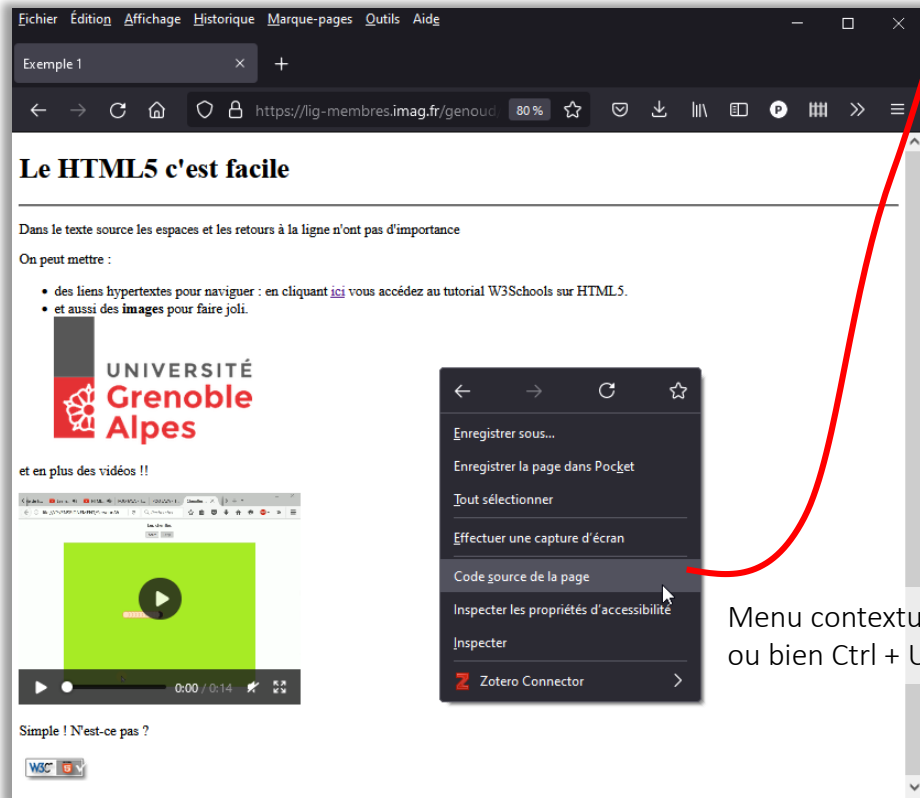 Fichier Édition Affichage Historique Marque-pages Outils Aide
Exemple 1
https://lig-membres.imag.fr/genoud/ 80 %
Le HTML5 c'est facile
Dans le texte source les espaces et les retours à la ligne n'ont pas d'importance
On peut mettre :
• des liens hypertextes pour naviguer : en cliquant ici vous accédez au tutorial W3Schools sur HTML5.
• et aussi des images pour faire joli.
UNIVERSITÉ
Grenoble
Alpes
et en plus des vidéos !!
0:00 / 0:14
Simple ! N'est-ce pas ?
W3C
Enregistrer sous...
Enregistrer la page dans Pocket
Tout sélectionner
Effectuer une capture d'écran
Code source de la page
Inspecter les propriétés d'accessibilité
Inspecter
Z Zotero Connector
Menu contextu
ou bien Ctrl + U